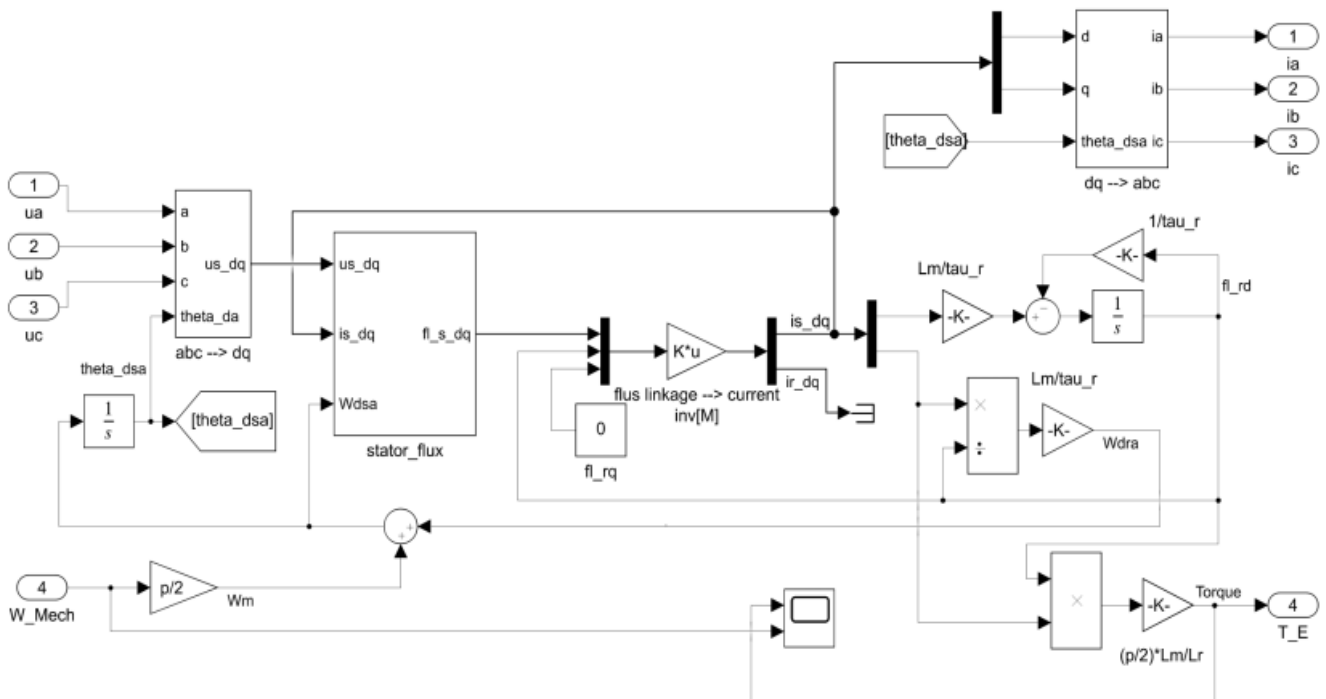 1
ua
2
ub
3
uc
a
b
c
theta_da
us_dq
abc --> dq
theta_dsa
1
s
[theta_dsa]
us_dq
is_dq
Wdsa
fl_s_dq
stator_flux
0
fl_rq
K*u
flus linkage --> current
inv[M]
is_dq
ir_dq
[theta_dsa]
d
q
theta_dsa
ia
ib
ic
dq --> abc
1
ia
2
ib
3
ic
1/tau_r
-K-
Lm/tau_r
-K-
+
−
1
s
fl_rd
×
÷
Lm/tau_r
-K-
Wdra
+
+
4
W_Mech
p/2
Wm
×
-K-
(p/2)*Lm/Lr
Torque
4
T_E